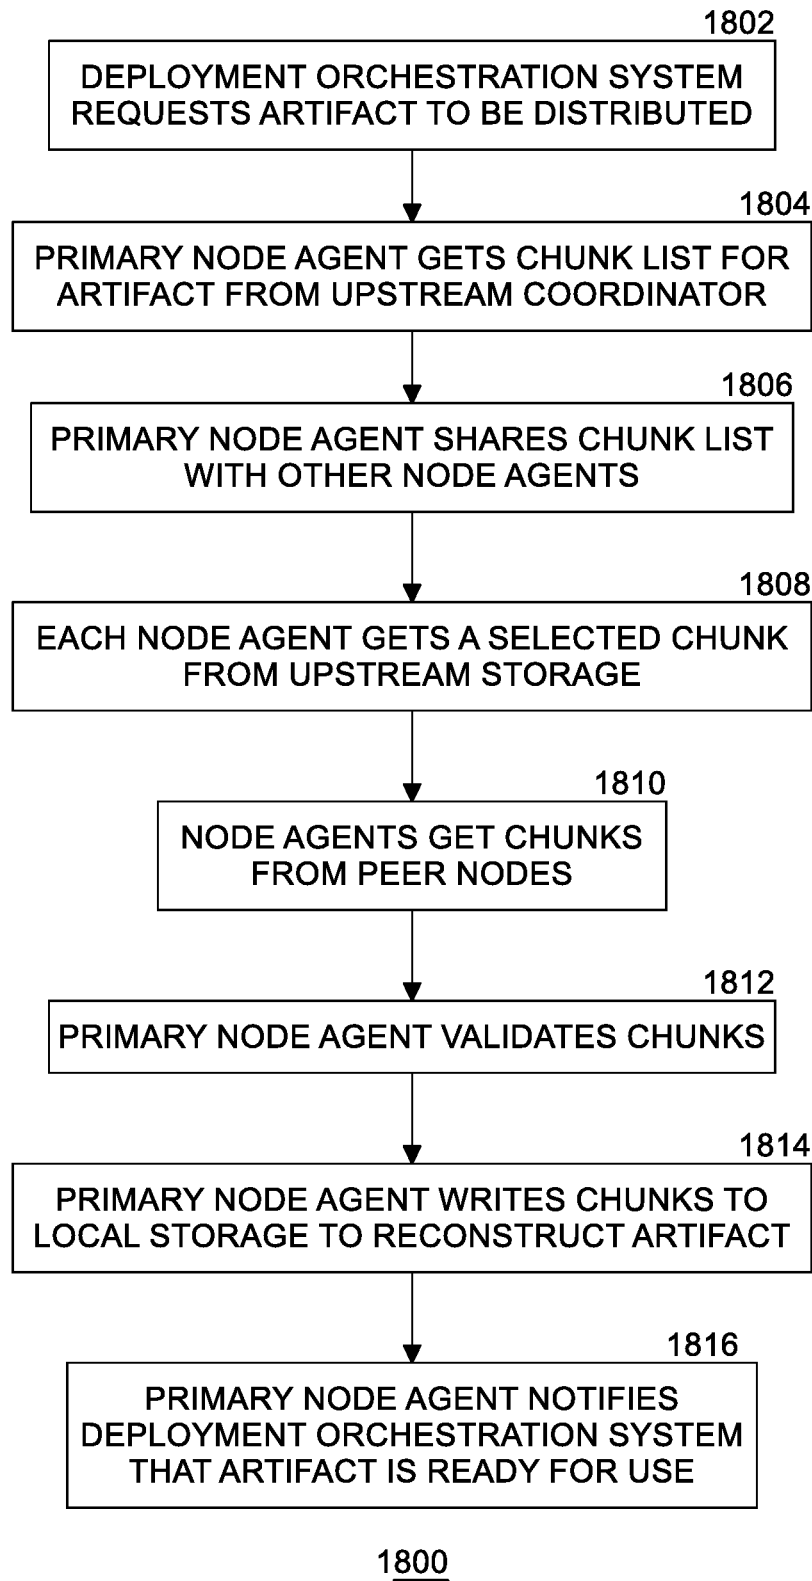 1802
DEPLOYMENT ORCHESTRATION SYSTEM
REQUESTS ARTIFACT TO BE DISTRIBUTED
1804
PRIMARY NODE AGENT GETS CHUNK LIST FOR
ARTIFACT FROM UPSTREAM COORDINATOR
1806
PRIMARY NODE AGENT SHARES CHUNK LIST
WITH OTHER NODE AGENTS
1808
EACH NODE AGENT GETS A SELECTED CHUNK
FROM UPSTREAM STORAGE
1810
NODE AGENTS GET CHUNKS
FROM PEER NODES
1812
PRIMARY NODE AGENT VALIDATES CHUNKS
1814
PRIMARY NODE AGENT WRITES CHUNKS TO
LOCAL STORAGE TO RECONSTRUCT ARTIFACT
1816
PRIMARY NODE AGENT NOTIFIES
DEPLOYMENT ORCHESTRATION SYSTEM
THAT ARTIFACT IS READY FOR USE
1800